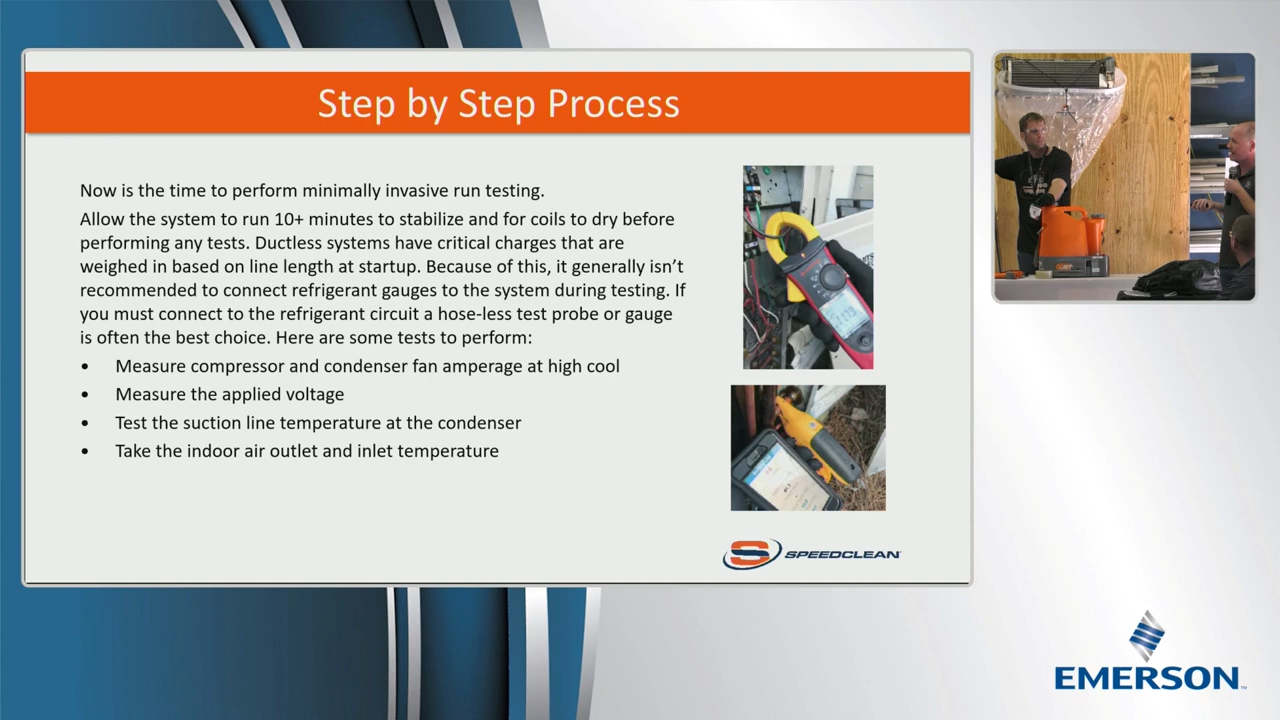 Step by Step Process
Now is the time to perform minimally invasive run testing.
Allow the system to run 10+ minutes to stabilize and for coils to dry before
performing any tests. Ductless systems have critical charges that are
weighed in based on line length at startup. Because of this, it generally isn’t
recommended to connect refrigerant gauges to the system during testing. If
you must connect to the refrigerant circuit a hose-less test probe or gauge
is often the best choice. Here are some tests to perform:
• Measure compressor and condenser fan amperage at high cool
• Measure the applied voltage
• Test the suction line temperature at the condenser
• Take the indoor air outlet and inlet temperature
SPEEDCLEAN
EMERSON